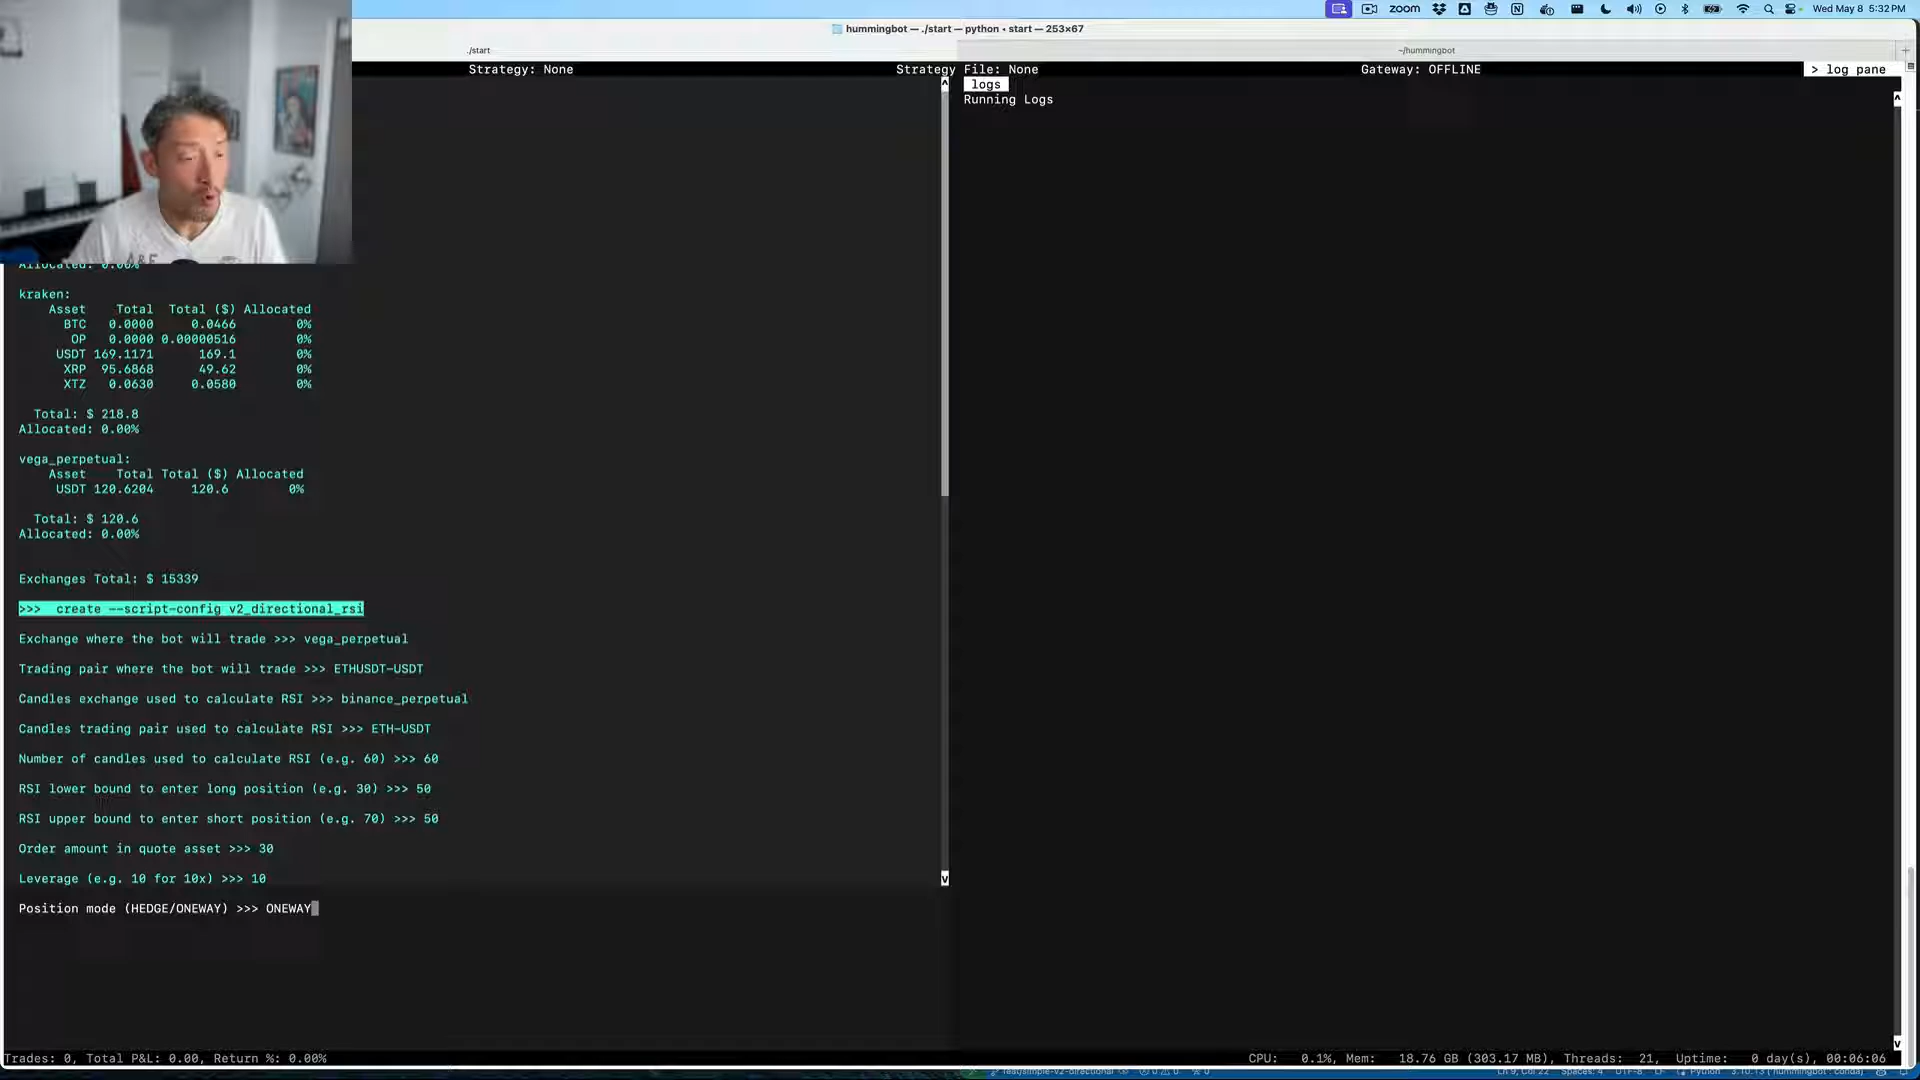 zoom
Wed May 8 5:32 PM
hummingbot — ./start — python • start — 253×67
./start
~/hummingbot
Strategy: None
Strategy File: None
Gateway: OFFLINE
> log pane
logs
Running Logs
Allocated: 0.00%
kraken:
Asset Total Total ($) Allocated
BTC 0.0000 0.0466 0%
OP 0.0000 0.00000516 0%
USDT 169.1171 169.1 0%
XRP 95.6868 49.62 0%
XTZ 0.0630 0.0580 0%
Total: $ 218.8
Allocated: 0.00%
vega_perpetual:
Asset Total Total ($) Allocated
USDT 120.6204 120.6 0%
Total: $ 120.6
Allocated: 0.00%
Exchanges Total: $ 15339
>>> create --script-config v2_directional_rsi
Exchange where the bot will trade >>> vega_perpetual
Trading pair where the bot will trade >>> ETHUSDT-USDT
Candles exchange used to calculate RSI >>> binance_perpetual
Candles trading pair used to calculate RSI >>> ETH-USDT
Number of candles used to calculate RSI (e.g. 60) >>> 60
RSI lower bound to enter long position (e.g. 30) >>> 50
RSI upper bound to enter short position (e.g. 70) >>> 50
Order amount in quote asset >>> 30
Leverage (e.g. 10 for 10x) >>> 10
Position mode (HEDGE/ONEWAY) >>> ONEWAY
Trades: 0, Total P&L: 0.00, Return %: 0.00%
CPU: 0.1%, Mem: 18.76 GB (303.17 MB), Threads: 21, Uptime: 0 day(s), 00:06:06